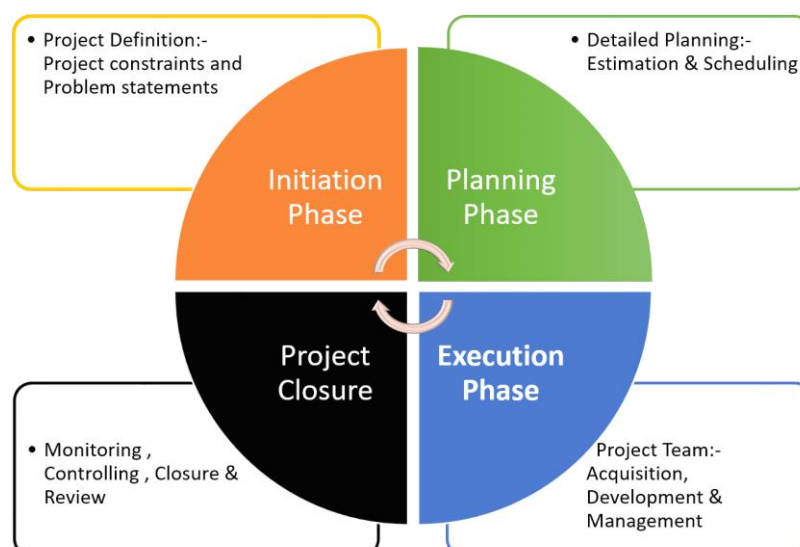 • Project Definition:-
Project constraints and
Problem statements
• Detailed Planning:-
Estimation & Scheduling
Initiation
Phase
Planning
Phase
Project
Closure
Execution
Phase
• Monitoring ,
Controlling , Closure &
Review
Project Team:-
Acquisition,
Development &
Management